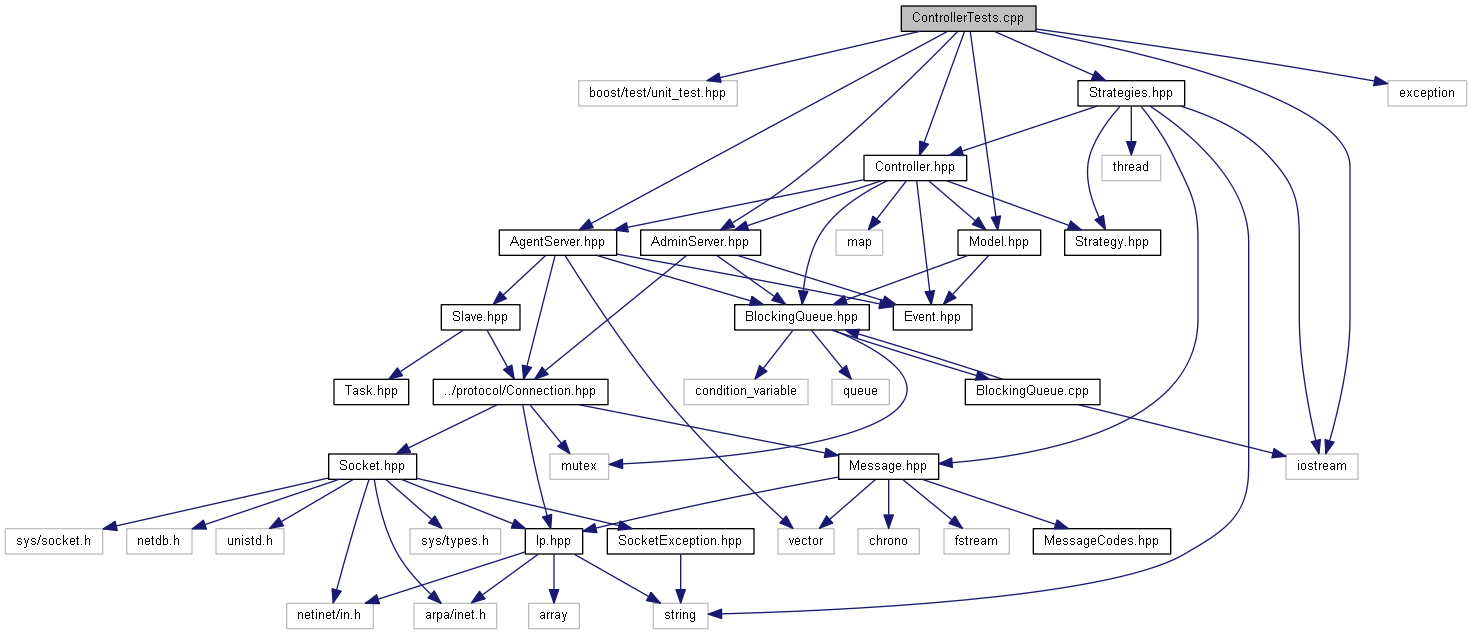 ControllerTests.cpp
boost/test/unit_test.hpp
Strategies.hpp
exception
Controller.hpp
thread
AgentServer.hpp
AdminServer.hpp
map
Model.hpp
Strategy.hpp
Slave.hpp
BlockingQueue.hpp
Event.hpp
Task.hpp
../protocol/Connection.hpp
condition_variable
queue
BlockingQueue.cpp
Socket.hpp
mutex
Message.hpp
iostream
sys/socket.h
netdb.h
unistd.h
sys/types.h
Ip.hpp
SocketException.hpp
vector
chrono
fstream
MessageCodes.hpp
netinet/in.h
arpa/inet.h
array
string